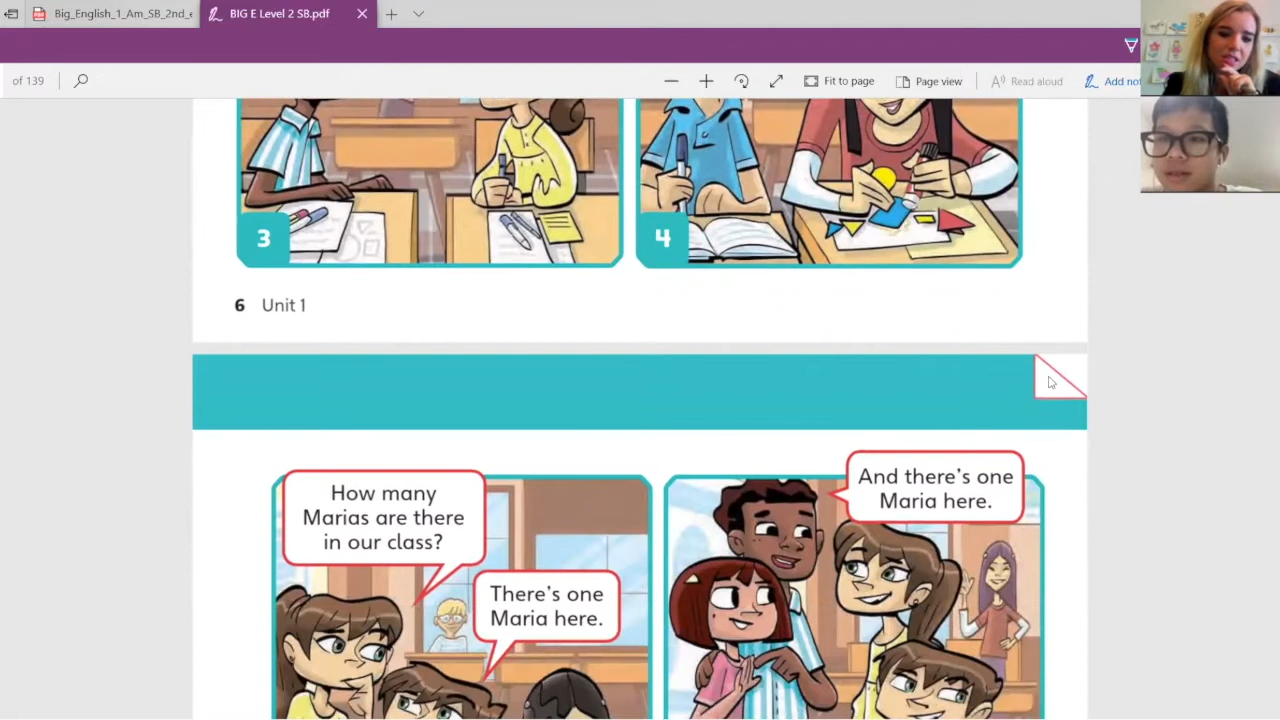 Big_English_1_Am_SB_2nd_e
BIG E Level 2 SB.pdf
of 139
Fit to page
Page view
Read aloud
Add not
3
4
6 Unit 1
How many
Marias are there
in our class?
There's one
Maria here.
And there's one
Maria here.